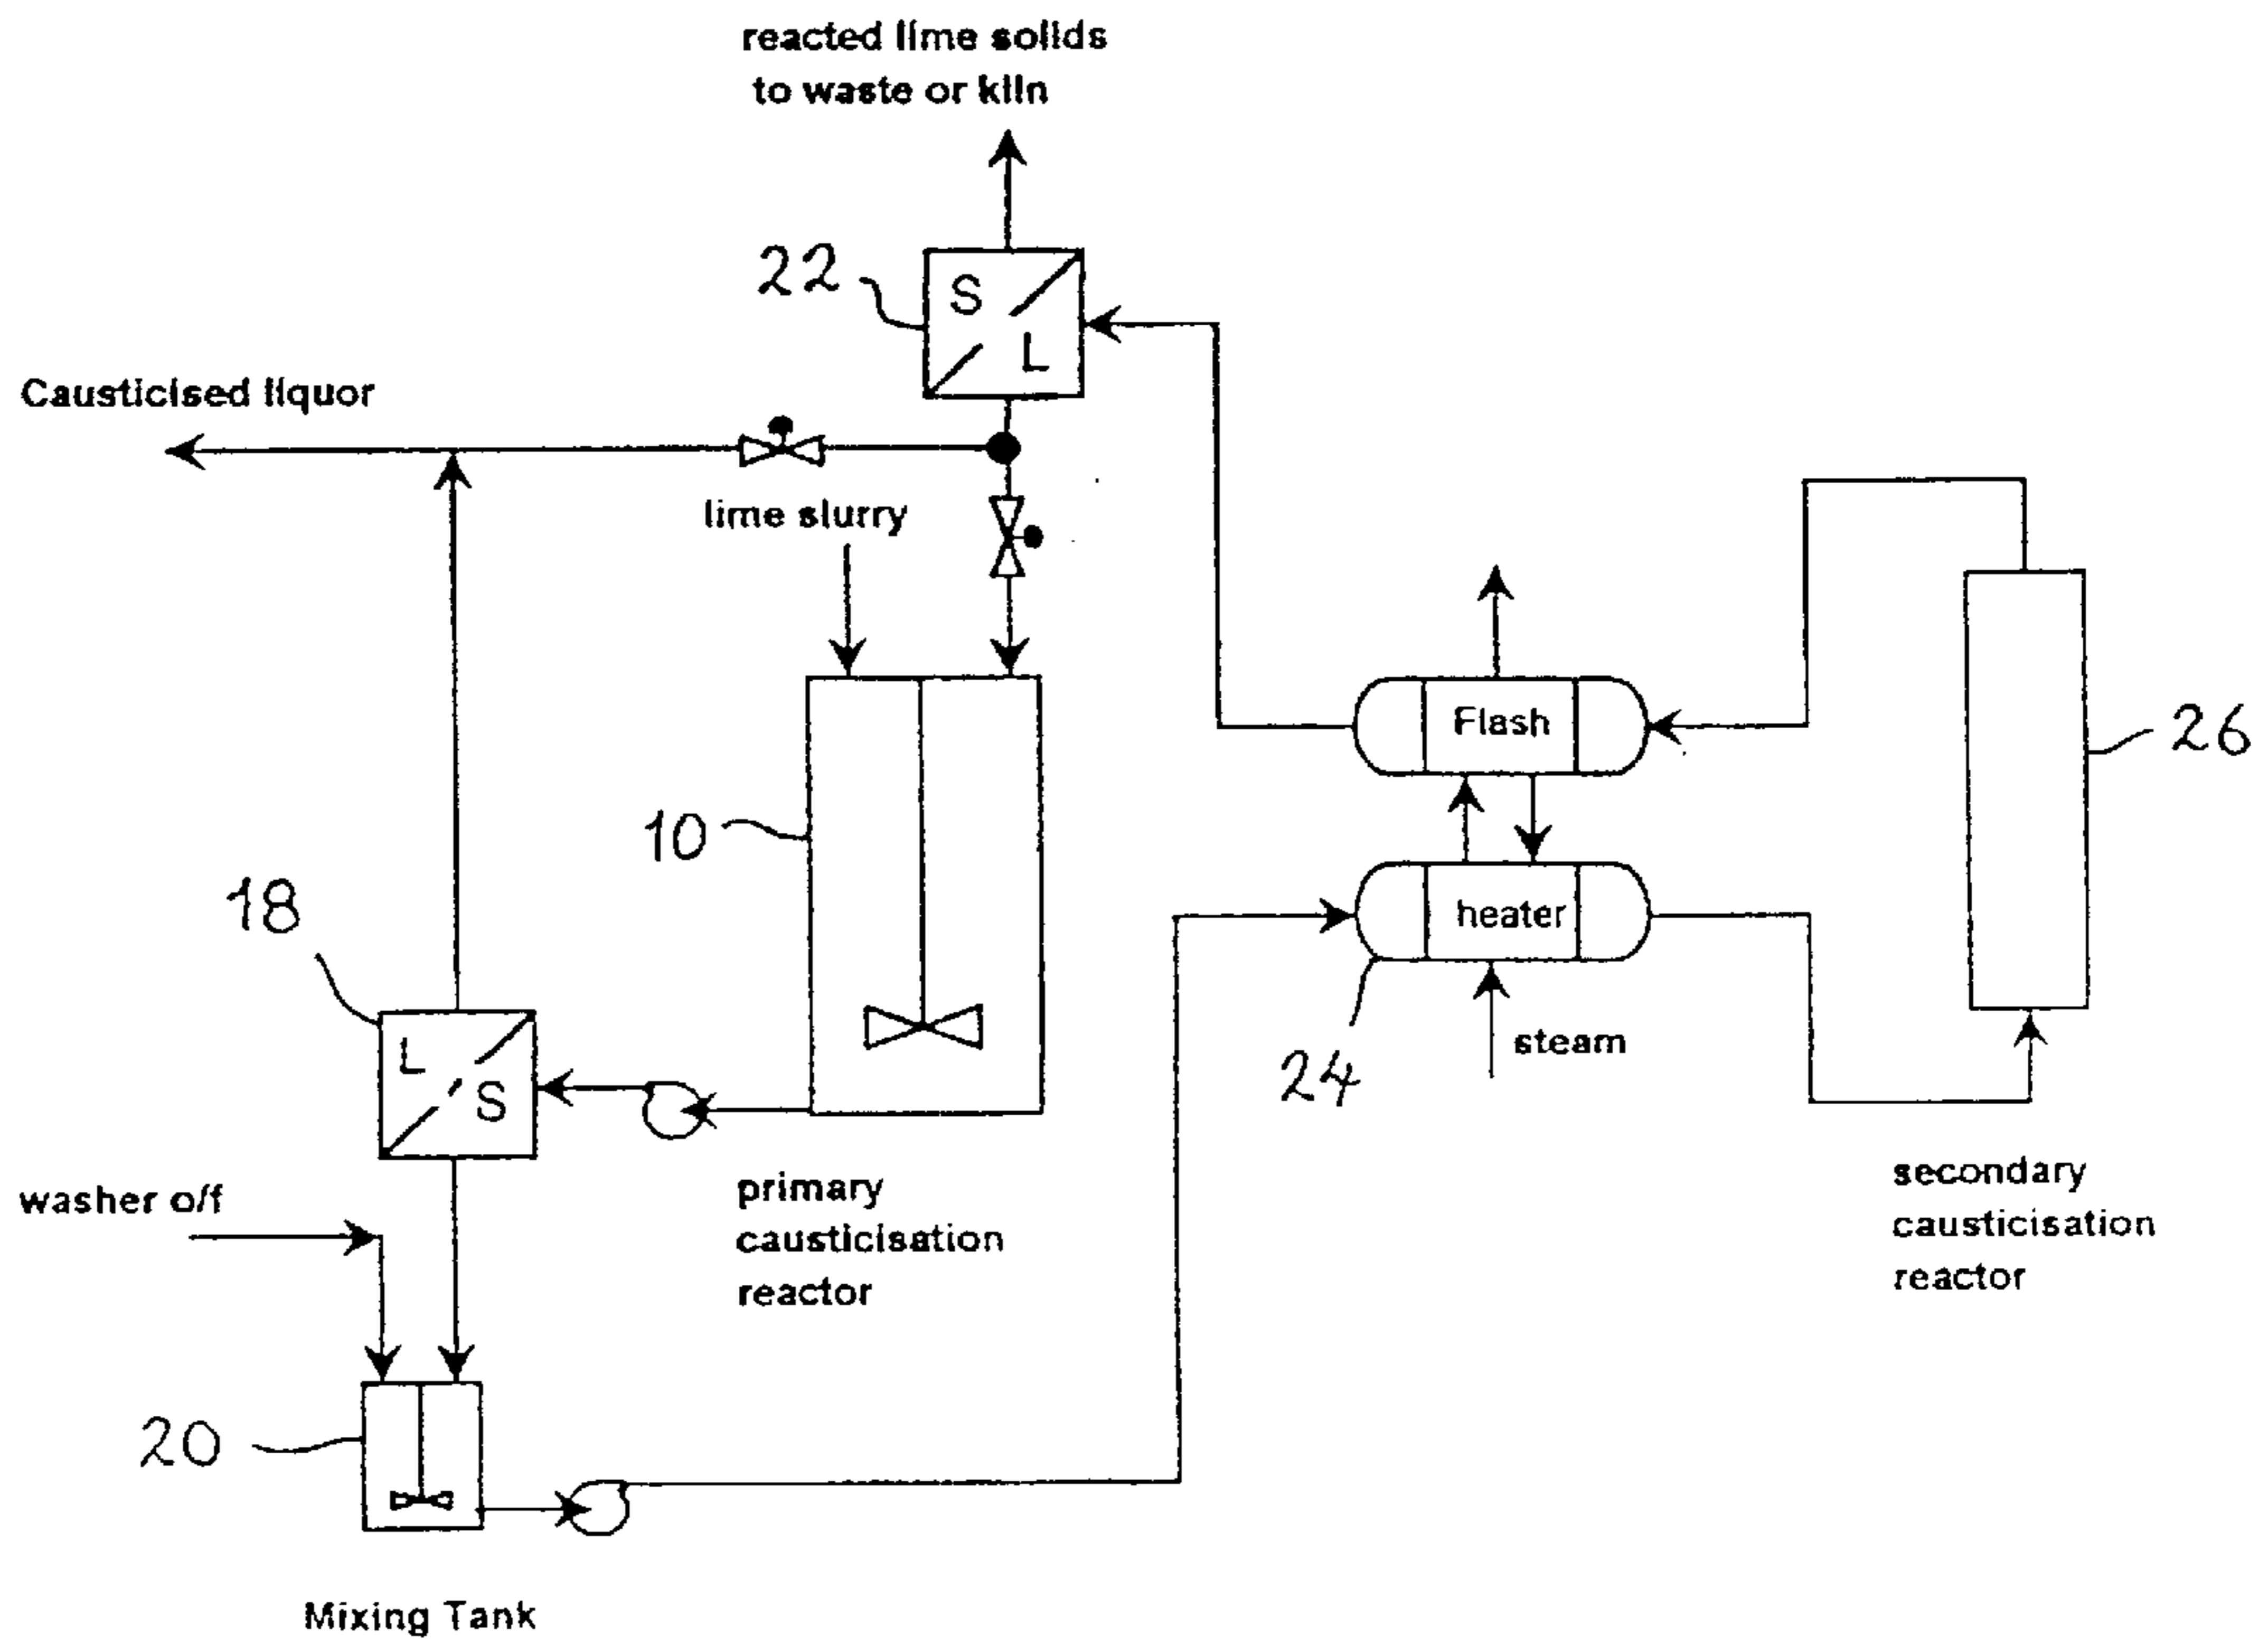 reacted lime solids
to waste or kiln
22
S
L
Causticised liquor
lime slurry
Flash
26
10
18
heater
L
S
24
steam
washer o/f
primary
causticisation
reactor
secondary
causticisation
reactor
20
Mixing Tank